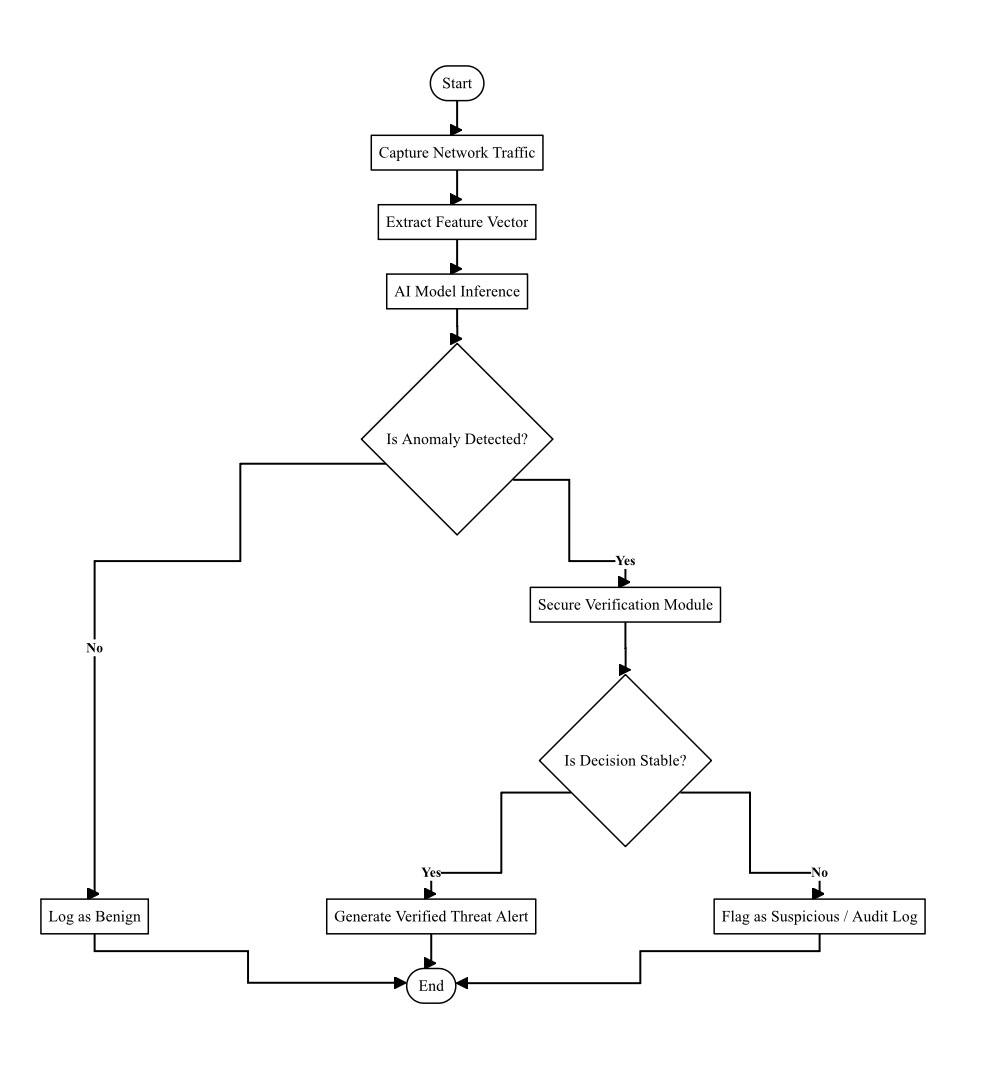 Start
Capture Network Traffic
Extract Feature Vector
AI Model Inference
Is Anomaly Detected?
Yes
Secure Verification Module
No
Is Decision Stable?
Yes
No
Log as Benign
Generate Verified Threat Alert
Flag as Suspicious / Audit Log
End